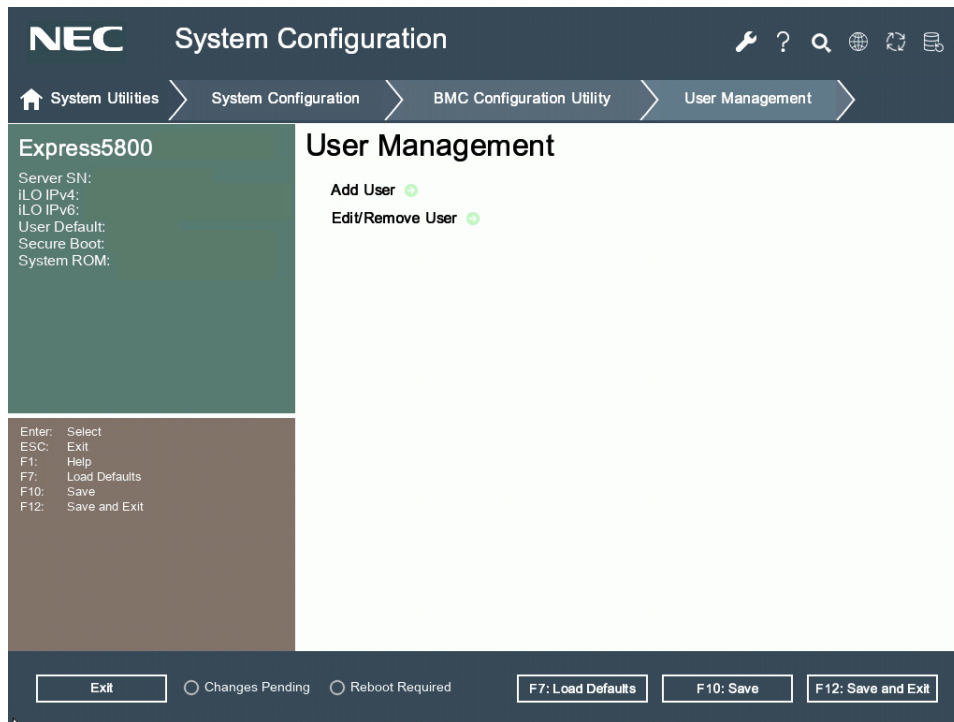 NEC System Configuration
System Utilities System Configuration BMC Configuration Utility User Management
Express5800
Server SN:
iLO IPv4:
iLO IPv6:
User Default:
Secure Boot:
System ROM:
User Management
Add User
Edit/Remove User
Enter: Select
ESC: Exit
F1: Help
F7: Load Defaults
F10: Save
F12: Save and Exit
Exit Changes Pending Reboot Required F7: Load Defaults F10: Save F12: Save and Exit